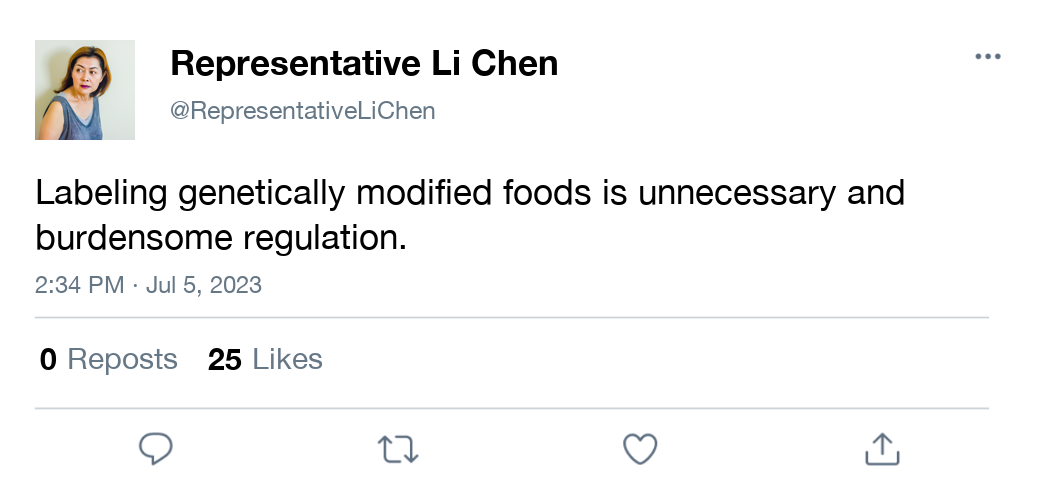 Representative Li Chen
@RepresentativeLiChen
Labeling genetically modified foods is unnecessary and
burdensome regulation.
2:34 PM · Jul 5, 2023
0 Reposts 25 Likes